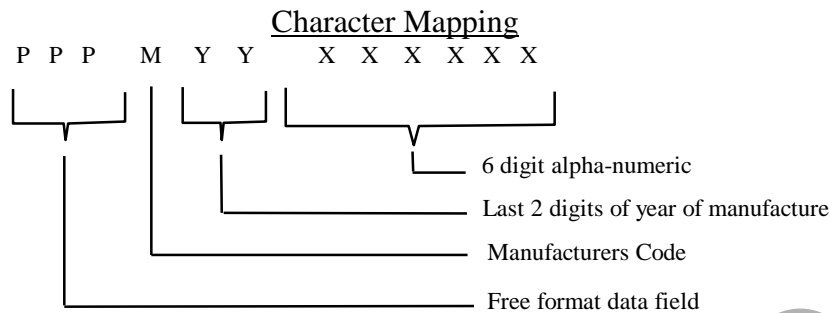 Character Mapping
P P P M Y Y X X X X X X
6 digit alpha-numeric
Last 2 digits of year of manufacture
Manufacturers Code
Free format data field